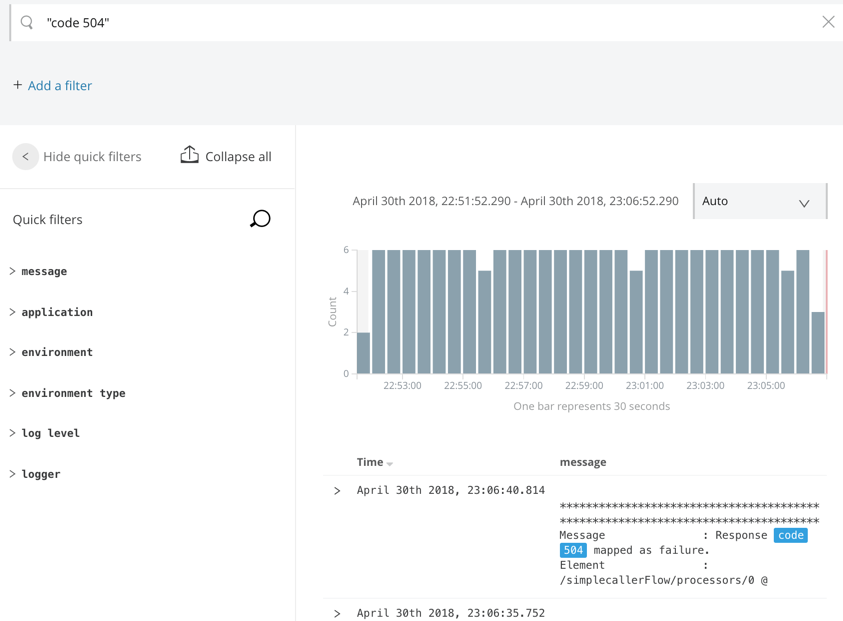 "code 504"
+ Add a filter
< Hide quick filters
Collapse all
Quick filters
> message
> application
> environment
> environment type
> log level
> logger
April 30th 2018, 22:51:52.290 - April 30th 2018, 23:06:52.290
Auto
Count
6
4
2
0
22:53:00 22:55:00 22:57:00 22:59:00 23:01:00 23:03:00 23:05:00
One bar represents 30 seconds
Time message
> April 30th 2018, 23:06:40.814
****************************************
****************************************
Message : Response code
504 mapped as failure.
Element :
/simplecallerFlow/processors/0 @
> April 30th 2018, 23:06:35.752